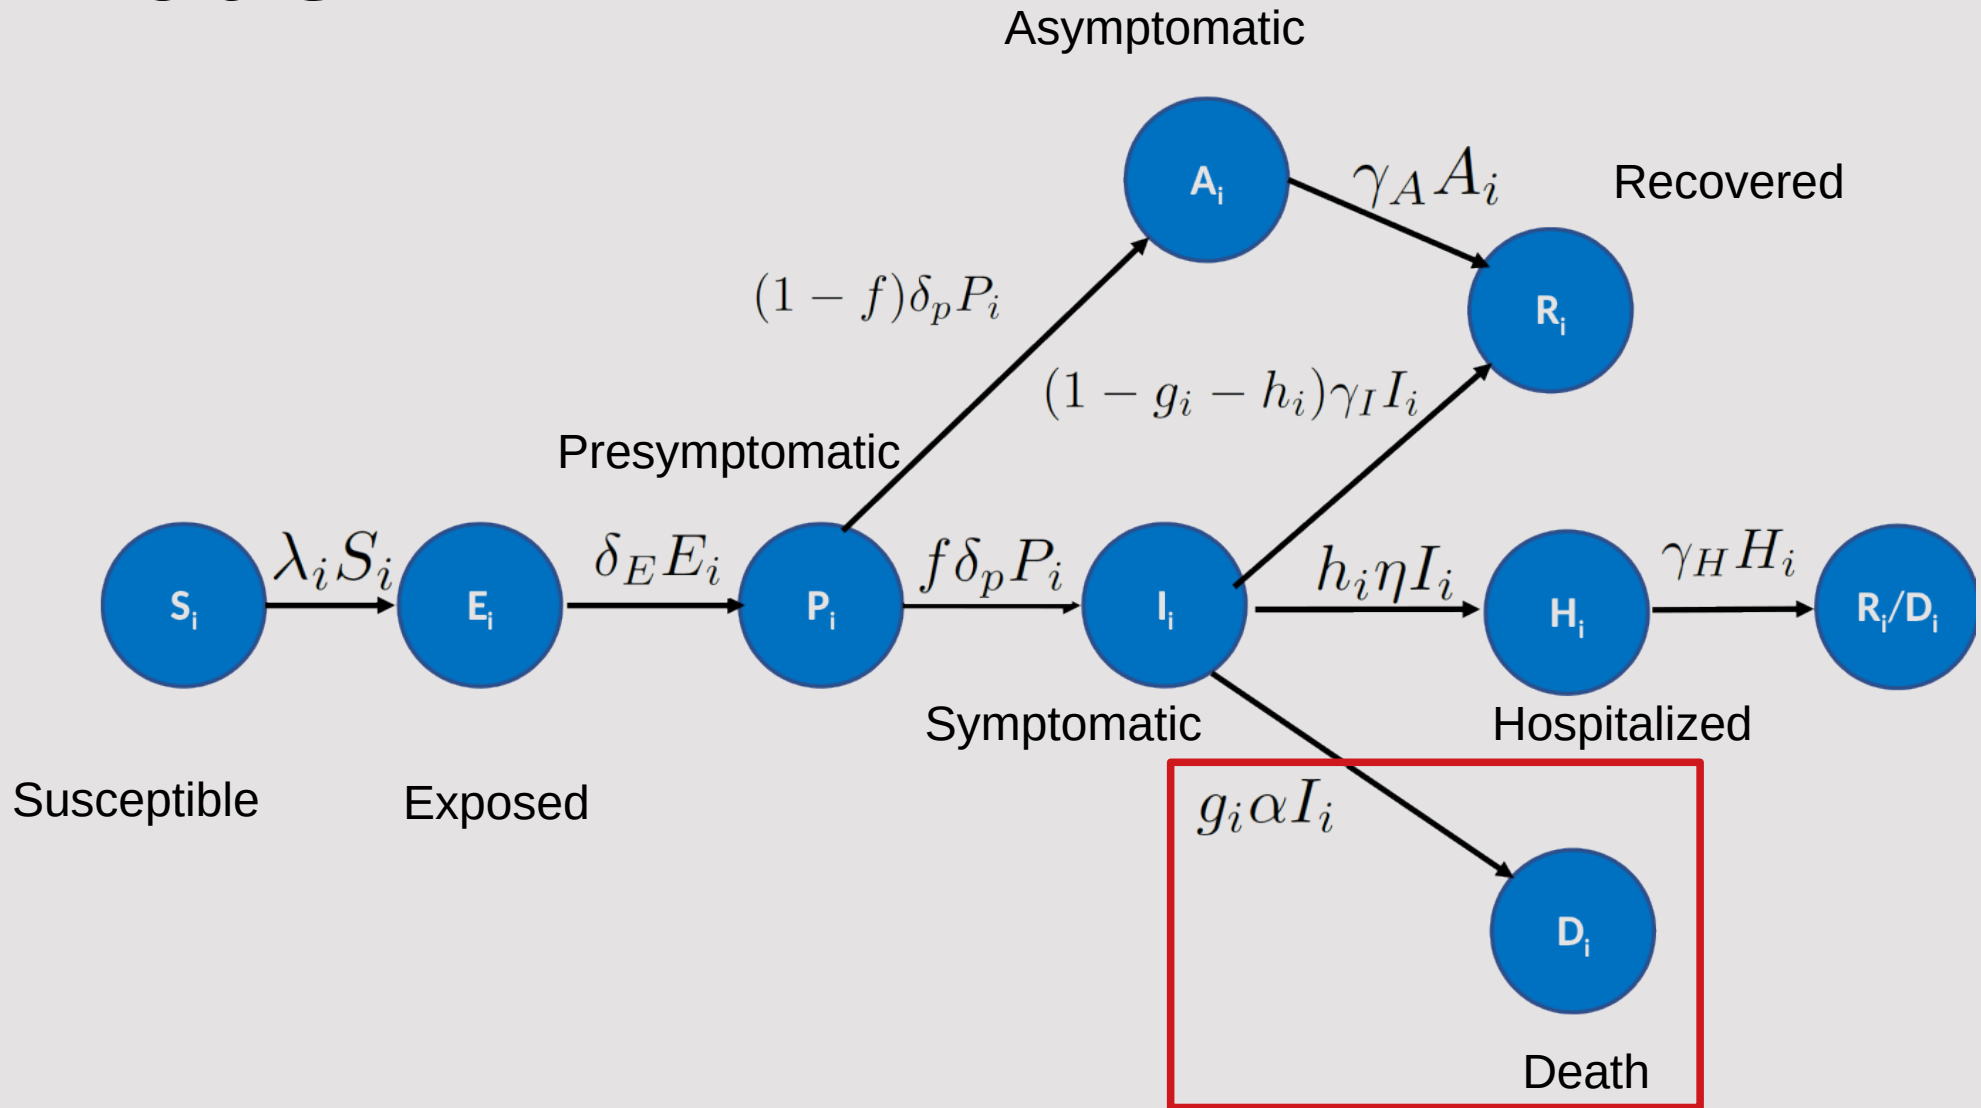 Asymptomatic
A_i
γ_A A_i
Recovered
(1 − f)δ_p P_i
R_i
(1 − g_i − h_i)γ_I I_i
Presymptomatic
λ_i S_i
δ_E E_i
f δ_p P_i
h_i η I_i
γ_H H_i
S_i
E_i
P_i
I_i
H_i
R_i/D_i
Symptomatic
Hospitalized
Susceptible
Exposed
g_i α I_i
D_i
Death